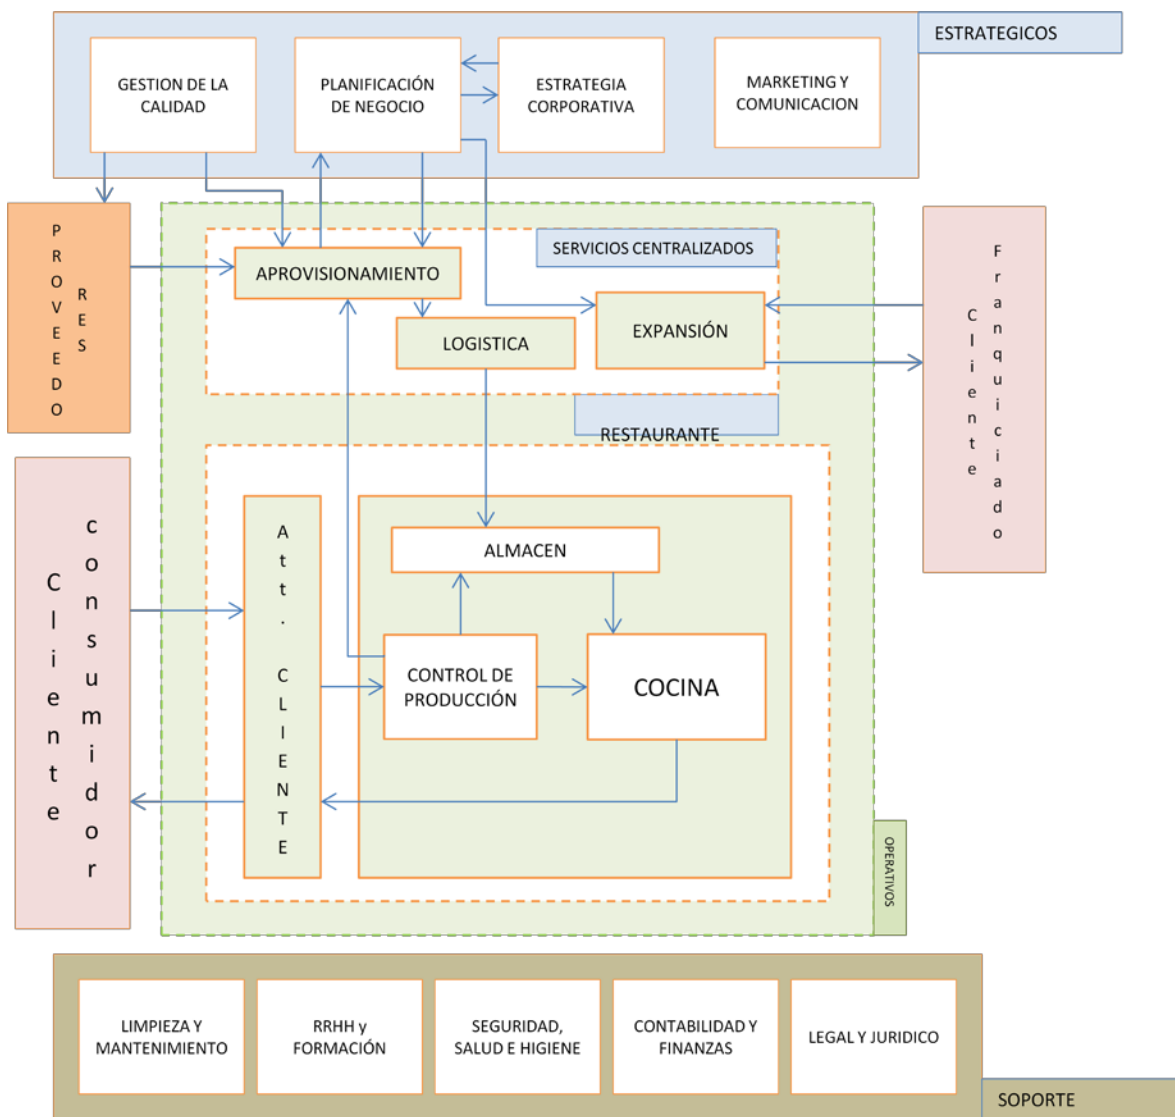 ESTRATEGICOS
GESTION DE LA
CALIDAD
PLANIFICACIÓN
DE NEGOCIO
ESTRATEGIA
CORPORATIVA
MARKETING Y
COMUNICACION
PROVEEDO
RES
SERVICIOS CENTRALIZADOS
APROVISIONAMIENTO
LOGISTICA
EXPANSIÓN
Cliente
Franquiciado
RESTAURANTE
Cliente
consumidor
Att. CLIENTE
ALMACEN
CONTROL DE
PRODUCCIÓN
COCINA
OPERATIVOS
LIMPIEZA Y
MANTENIMIENTO
RRHH y
FORMACIÓN
SEGURIDAD,
SALUD E HIGIENE
CONTABILIDAD Y
FINANZAS
LEGAL Y JURIDICO
SOPORTE